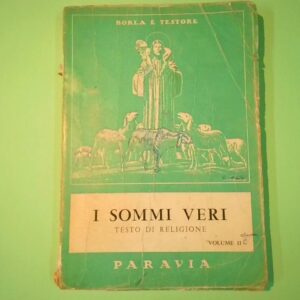 BORLA E TESTORE
I SOMMI VERI
TESTO DI RELIGIONE
VOLUME II
PARAVIA